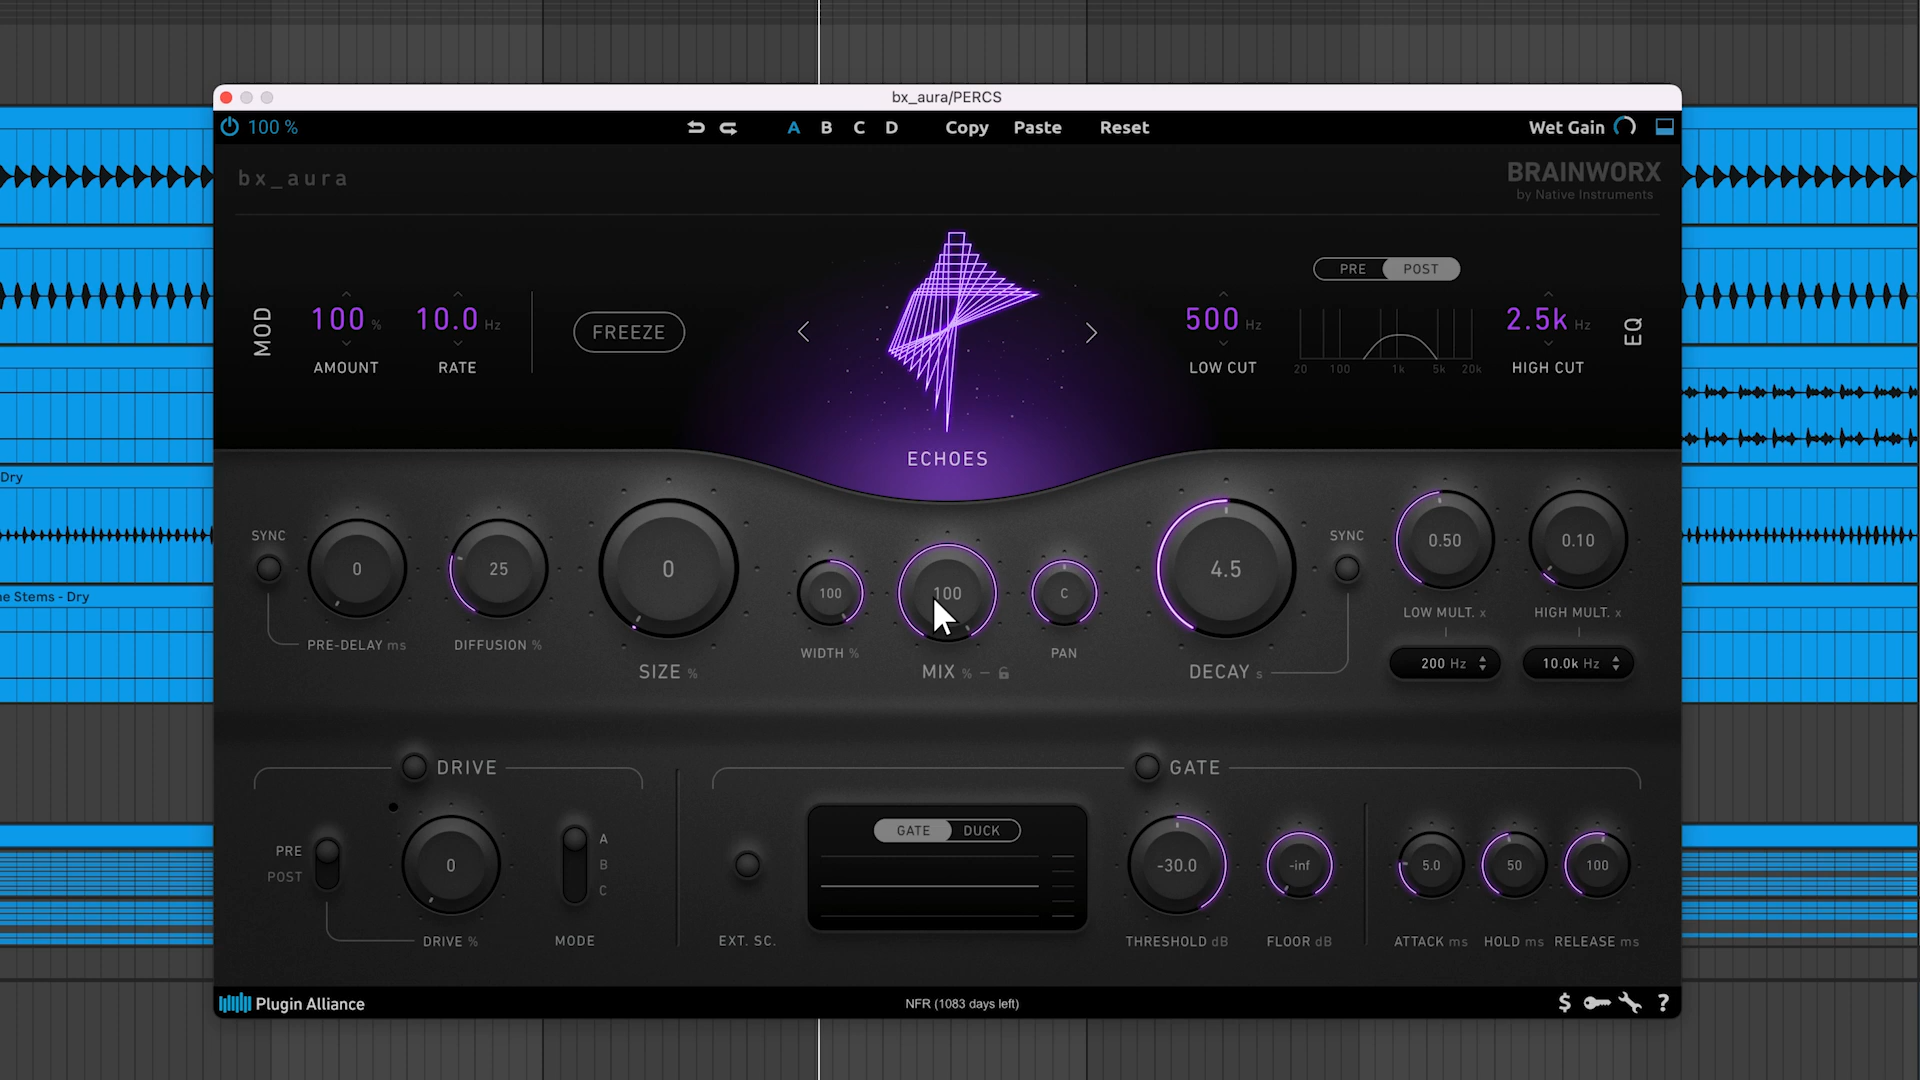 bx_aura/PERCS
100 %
A B C D Copy Paste Reset
Wet Gain
bx_aura
BRAINWORX
by Native Instruments
PRE POST
MOD
100 %
10.0 Hz
FREEZE
500 Hz
2.5k Hz
EQ
AMOUNT
RATE
LOW CUT
20 100 1k 5k 20k
HIGH CUT
ECHOES
Dry
SYNC
0
25
0
100
100
C
4.5
SYNC
0.50
0.10
PRE-DELAY ms
DIFFUSION %
SIZE %
WIDTH %
MIX %
PAN
DECAY s
LOW MULT. x
HIGH MULT. x
200 Hz
10.0k Hz
e Stems - Dry
DRIVE
GATE
PRE
POST
0
A
B
C
GATE DUCK
-30.0
-inf
5.0
50
100
DRIVE %
MODE
EXT. SC.
THRESHOLD dB
FLOOR dB
ATTACK ms
HOLD ms
RELEASE ms
Plugin Alliance
NFR (1083 days left)
$ ?